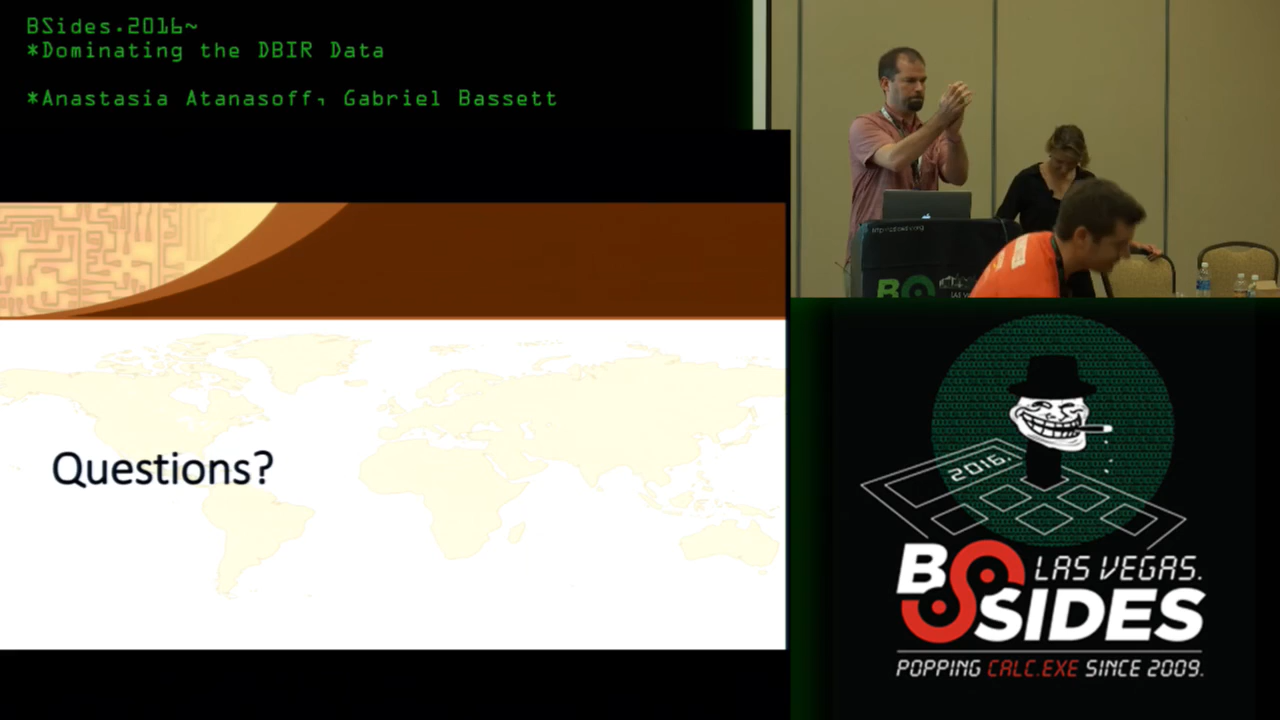 BSides.2016~
*Dominating the DBIR Data
*Anastasia Atanasoff, Gabriel Bassett
Questions?
2016.
BSIDES
LAS VEGAS.
POPPING CALC.EXE SINCE 2009.